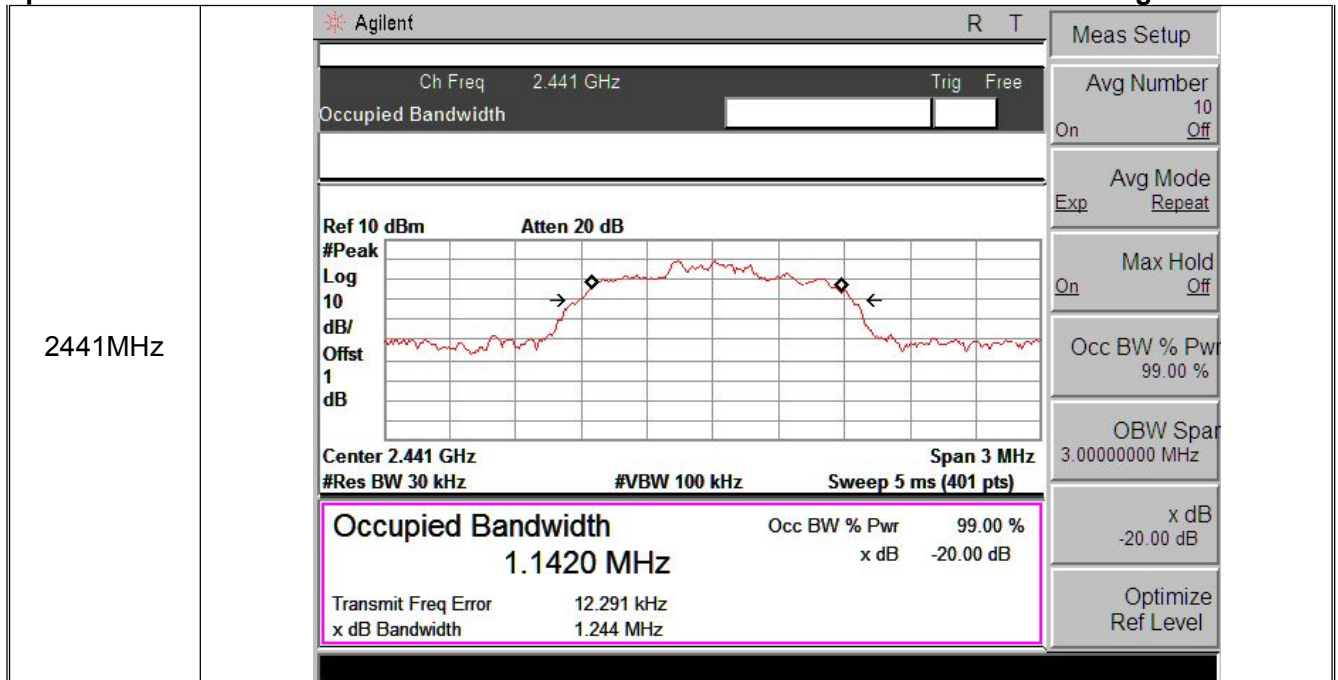 Agilent R T
Meas Setup
Ch Freq 2.441 GHz Trig Free
Occupied Bandwidth
Avg Number
10
On Off
Avg Mode
Exp Repeat
Max Hold
On Off
Occ BW % Pwr
99.00 %
OBW Span
3.00000000 MHz
x dB
-20.00 dB
Optimize
Ref Level
2441MHz
Ref 10 dBm Atten 20 dB
#Peak
Log
10
dB/
Offst
1
dB
Center 2.441 GHz Span 3 MHz
#Res BW 30 kHz #VBW 100 kHz Sweep 5 ms (401 pts)
Occupied Bandwidth Occ BW % Pwr 99.00 %
1.1420 MHz x dB -20.00 dB
Transmit Freq Error 12.291 kHz
x dB Bandwidth 1.244 MHz